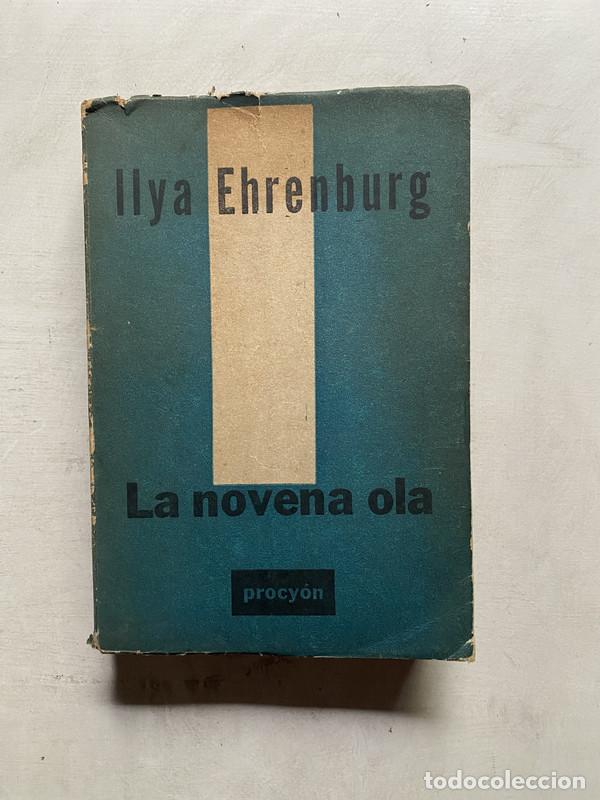 Ilya Ehrenburg
La novena ola
procyón
todocoleccion